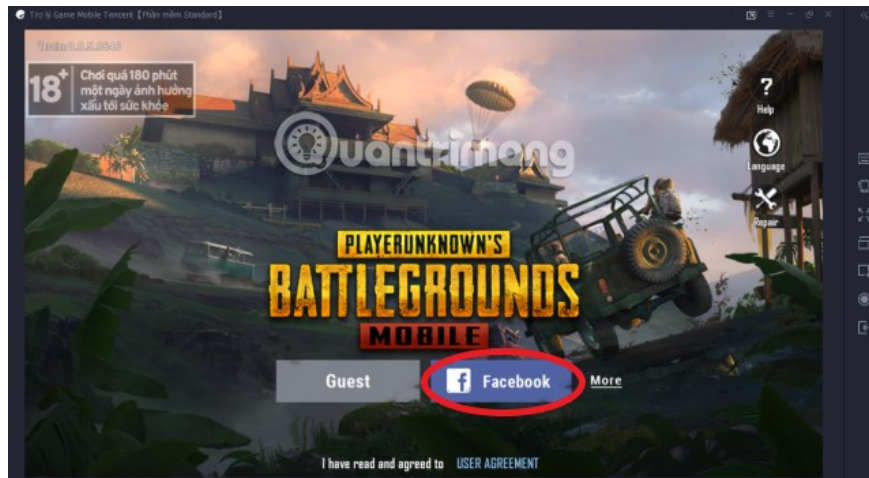 Trợ lý Game Mobile Tencent【Phần mềm Standard】
18+
Chơi quá 180 phút
một ngày ảnh hưởng
xấu tới sức khỏe
Quantrimang
?
Help
Language
Repair
PLAYERUNKNOWN'S
BATTLEGROUNDS
MOBILE
Guest
f Facebook
More
I have read and agreed to USER AGREEMENT